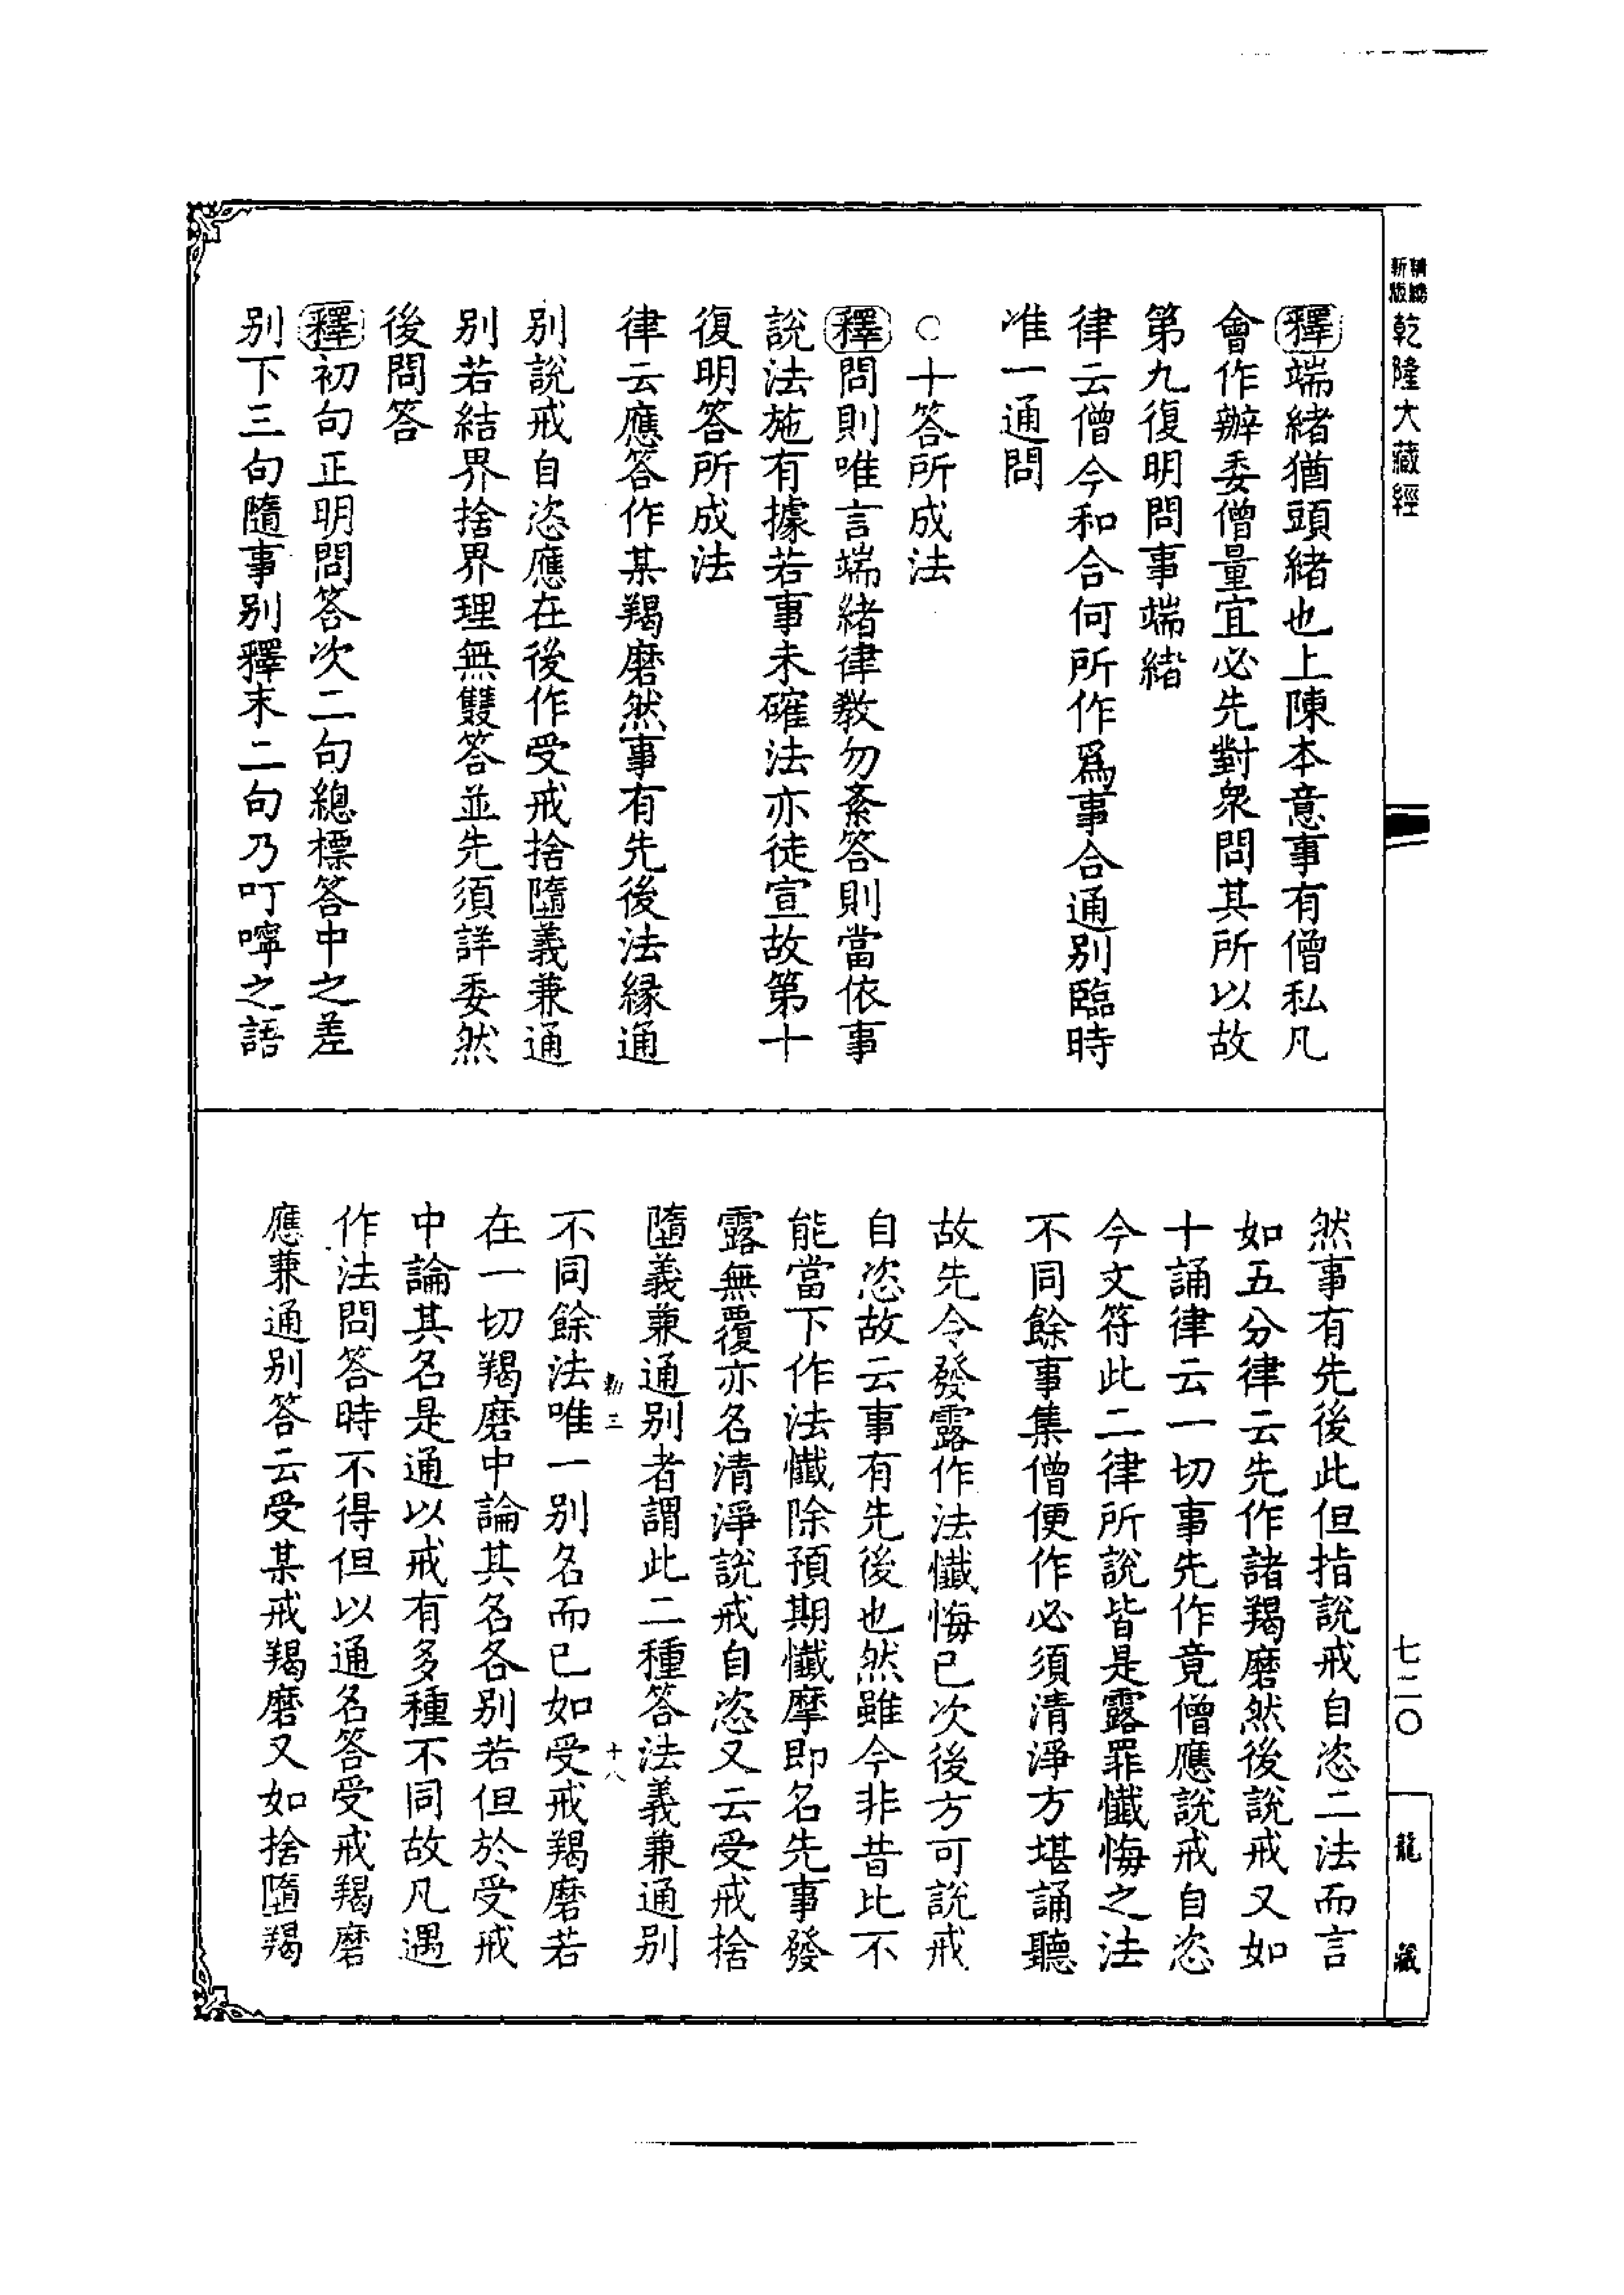 精縮
新版
乾隆大藏經
釋端緒猶頭緒也上陳本意事有僧私凡
會作辦委僧量宜必先對眾問其所以故
第九復明問事端緒
律云僧今和合何所作爲事合通别臨時
准一通問
○十答所成法
釋問則唯言端緒律教勿紊答則當依事
說法施有據若事未確法亦徒宣故第十
復明答所成法
律云應答作某羯磨然事有先後法緣通
别說戒自恣應在後作受戒捨墮義兼通
别若結界捨界理無雙答並先須詳委然
後問答
釋初句正明問答次二句總標答中之差
别下三句隨事别釋末二句乃叮嚀之語
然事有先後此但指說戒自恣二法而言
如五分律云先作諸羯磨然後說戒又如
十誦律云一切事先作竟僧應說戒自恣
今文符此二律所說皆是露罪懺悔之法
不同餘事集僧便作必須清淨方堪誦聽
故先令發露作法懺悔已次後方可說戒
自恣故云事有先後也然雖今非昔比不
能當下作法懺除預期懺摩即名先事發
露無覆亦名清淨說戒自恣又云受戒捨
墮義兼通别者謂此二種答法義兼通别
勒三
十八
不同餘法唯一别名而已如受戒羯磨若
在一切羯磨中論其名各别若但於受戒
中論其名是通以戒有多種不同故凡遇
作法問答時不得但以通名答受戒羯磨
應兼通别答云受某戒羯磨又如捨墮羯
七二〇
龍藏